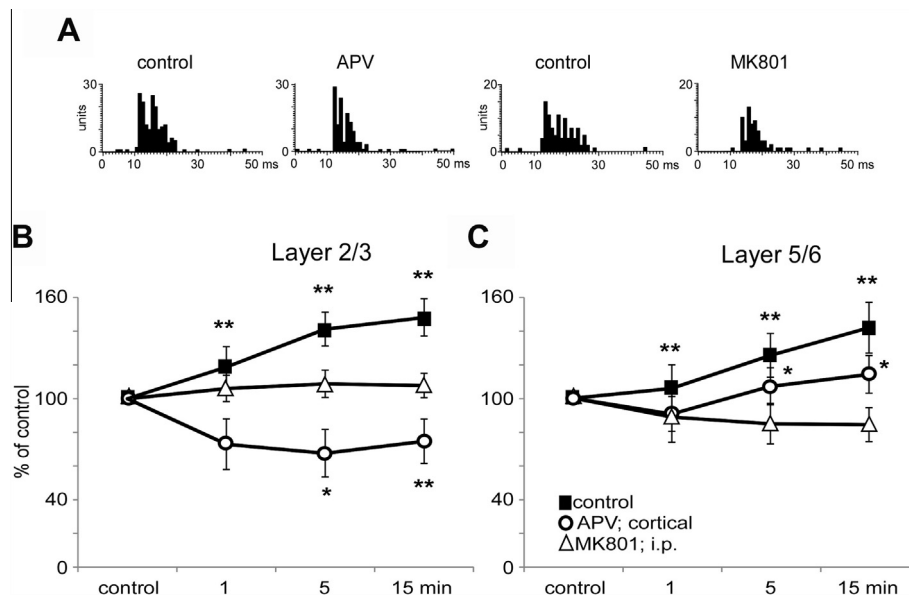 A
control APV control MK801
30 30 20 20
units units
0 0 0 0
0 10 30 50 ms 0 10 30 50 ms 0 10 30 50 ms 0 10 30 50 ms
B C
Layer 2/3 Layer 5/6
% of control
160 160
100 100
40 40
0 0
** ** **
* **
** ** **
* *
control
APV; cortical
MK801; i.p.
control 1 5 15 min control 1 5 15 min